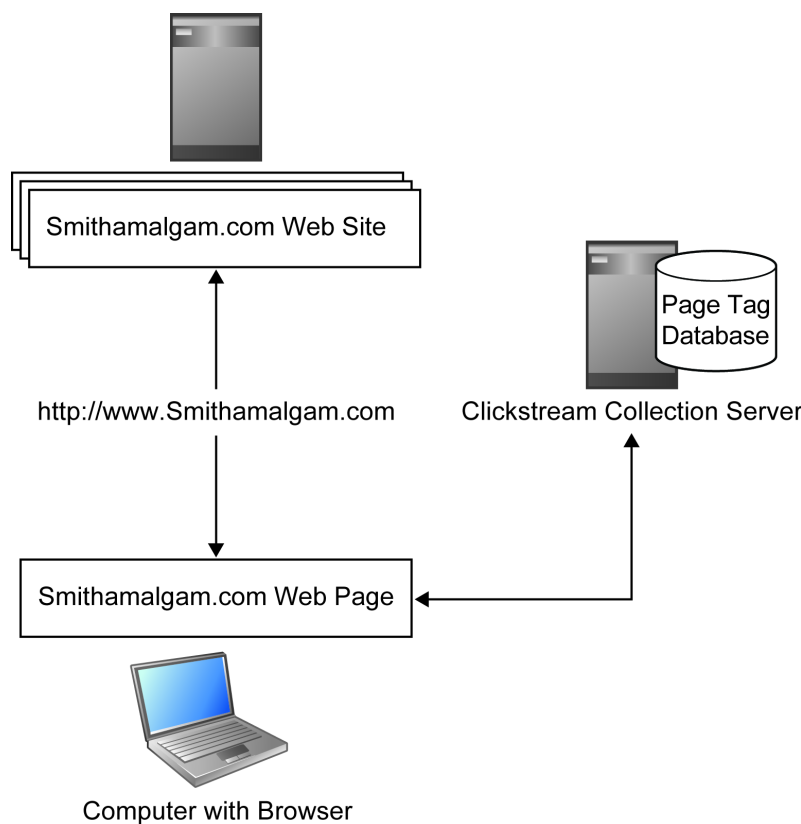 Smithamalgam.com Web Site
Page Tag
Database
http://www.Smithamalgam.com
Clickstream Collection Server
Smithamalgam.com Web Page
Computer with Browser